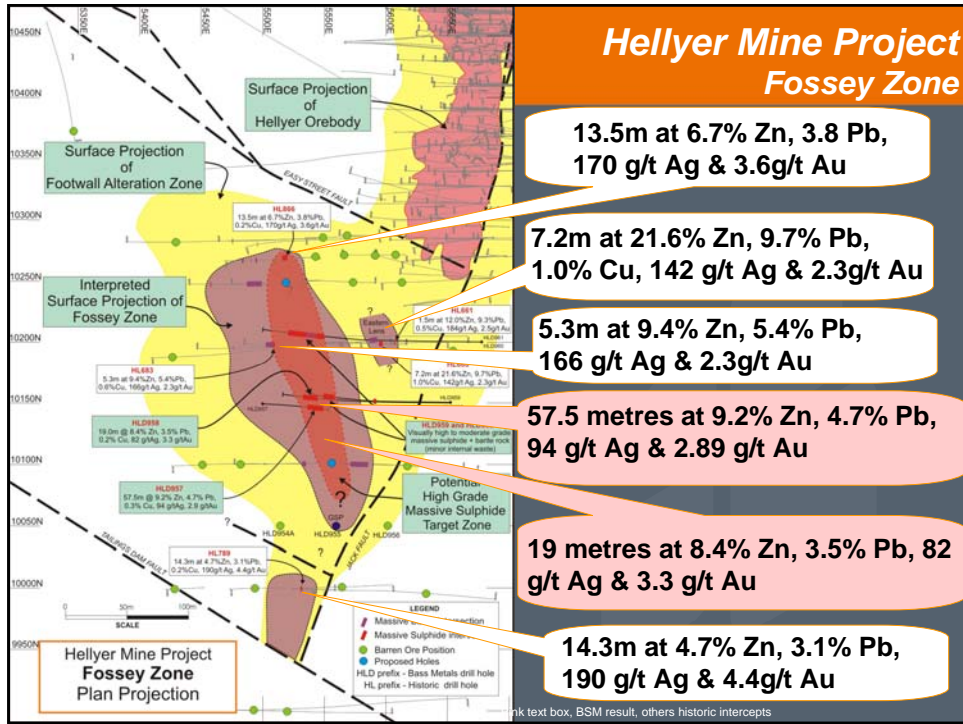 Hellyer Mine Project
Fossey Zone
13.5m at 6.7% Zn, 3.8 Pb,
170 g/t Ag & 3.6g/t Au
7.2m at 21.6% Zn, 9.7% Pb,
1.0% Cu, 142 g/t Ag & 2.3g/t Au
5.3m at 9.4% Zn, 5.4% Pb,
166 g/t Ag & 2.3g/t Au
57.5 metres at 9.2% Zn, 4.7% Pb,
94 g/t Ag & 2.89 g/t Au
19 metres at 8.4% Zn, 3.5% Pb, 82
g/t Ag & 3.3 g/t Au
14.3m at 4.7% Zn, 3.1% Pb,
190 g/t Ag & 4.4g/t Au
text box, BSM result, others historic intercepts
5350E
5400E
5450E
5500E
5550E
5600E
10450N
10400N
10350N
10300N
10250N
10200N
10150N
10100N
10050N
10000N
9950N
Surface Projection
of
Hellyer Orebody
Surface Projection
of
Footwall Alteration Zone
EASY STREET FAULT
HL866
13.5m at 6.7%Zn, 3.8%Pb,
0.2%Cu, 170g/t Ag, 3.6g/t Au
Interpreted
Surface Projection of
Fossey Zone
?
Eastern
Lens
?
HL661
1.5m at 12.0%Zn, 9.3%Pb,
0.5%Cu, 184g/t Ag, 2.5g/t Au
HLD961
HLD960
7.2m at 21.6%Zn, 9.7%Pb,
1.0%Cu, 142g/t Ag, 2.3g/t Au
HL683
5.3m at 9.4%Zn, 5.4%Pb,
0.6%Cu, 166g/t Ag, 2.3g/t Au
HLD957
HLD959
HLD958
19.0m @ 8.4% Zn, 3.5% Pb,
0.2% Cu, 82 g/tAg, 3.3 g/tAu
HLD959 and
Visually high to moderate grade
massive sulphide + barite rock
(minor internal waste)
HLD957
57.5m @ 9.2% Zn, 4.7% Pb,
0.3% Cu, 94 g/tAg, 2.9 g/tAu
Potential
High Grade
Massive Sulphide
Target Zone
?
GSP
HLD954A
HLD955
HLD956
?
?
JACK FAULT
TAILINGS DAM FAULT
HL789
14.3m at 4.7%Zn, 3.1%Pb,
0.2%Cu, 190g/t Ag, 4.4g/t Au
0 50m 100m
SCALE
LEGEND
Massive
Massive Sulphide
Barren Ore Position
Proposed Holes
HLD prefix - Bass Metals drill hole
HL prefix - Historic drill hole
Hellyer Mine Project
Fossey Zone
Plan Projection